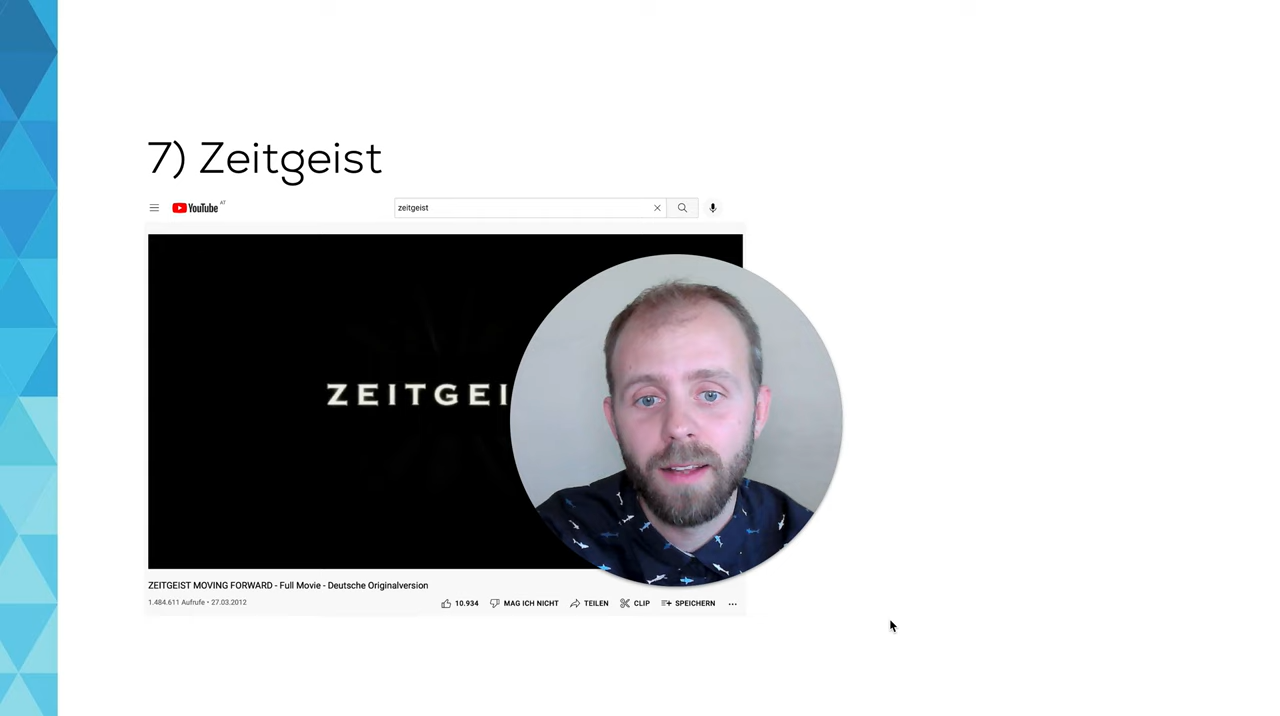 7) Zeitgeist
YouTube AT
zeitgeist
ZEITGEI
ZEITGEIST MOVING FORWARD - Full Movie - Deutsche Originalversion
1.484.611 Aufrufe • 27.03.2012
10.934 MAG ICH NICHT TEILEN CLIP SPEICHERN ...